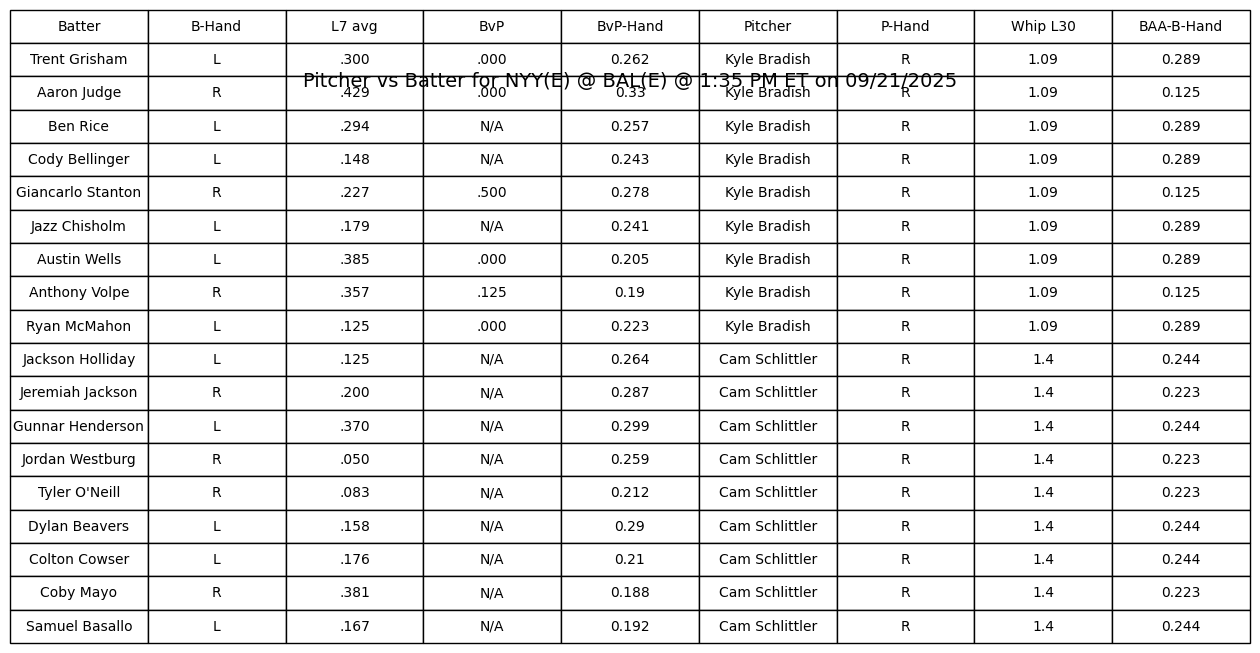 Batter B-Hand L7 avg BvP BvP-Hand Pitcher P-Hand Whip L30 BAA-B-Hand
Trent Grisham L .300 .000 0.262 Kyle Bradish R 1.09 0.289
Pitcher vs Batter for NYY(E) @ BAL(E) @ 1:35 PM ET on 09/21/2025
Aaron Judge R .429 .000 0.33 Kyle Bradish R 1.09 0.125
Ben Rice L .294 N/A 0.257 Kyle Bradish R 1.09 0.289
Cody Bellinger L .148 N/A 0.243 Kyle Bradish R 1.09 0.289
Giancarlo Stanton R .227 .500 0.278 Kyle Bradish R 1.09 0.125
Jazz Chisholm L .179 N/A 0.241 Kyle Bradish R 1.09 0.289
Austin Wells L .385 .000 0.205 Kyle Bradish R 1.09 0.289
Anthony Volpe R .357 .125 0.19 Kyle Bradish R 1.09 0.125
Ryan McMahon L .125 .000 0.223 Kyle Bradish R 1.09 0.289
Jackson Holliday L .125 N/A 0.264 Cam Schlittler R 1.4 0.244
Jeremiah Jackson R .200 N/A 0.287 Cam Schlittler R 1.4 0.223
Gunnar Henderson L .370 N/A 0.299 Cam Schlittler R 1.4 0.244
Jordan Westburg R .050 N/A 0.259 Cam Schlittler R 1.4 0.223
Tyler O'Neill R .083 N/A 0.212 Cam Schlittler R 1.4 0.223
Dylan Beavers L .158 N/A 0.29 Cam Schlittler R 1.4 0.244
Colton Cowser L .176 N/A 0.21 Cam Schlittler R 1.4 0.244
Coby Mayo R .381 N/A 0.188 Cam Schlittler R 1.4 0.223
Samuel Basallo L .167 N/A 0.192 Cam Schlittler R 1.4 0.244